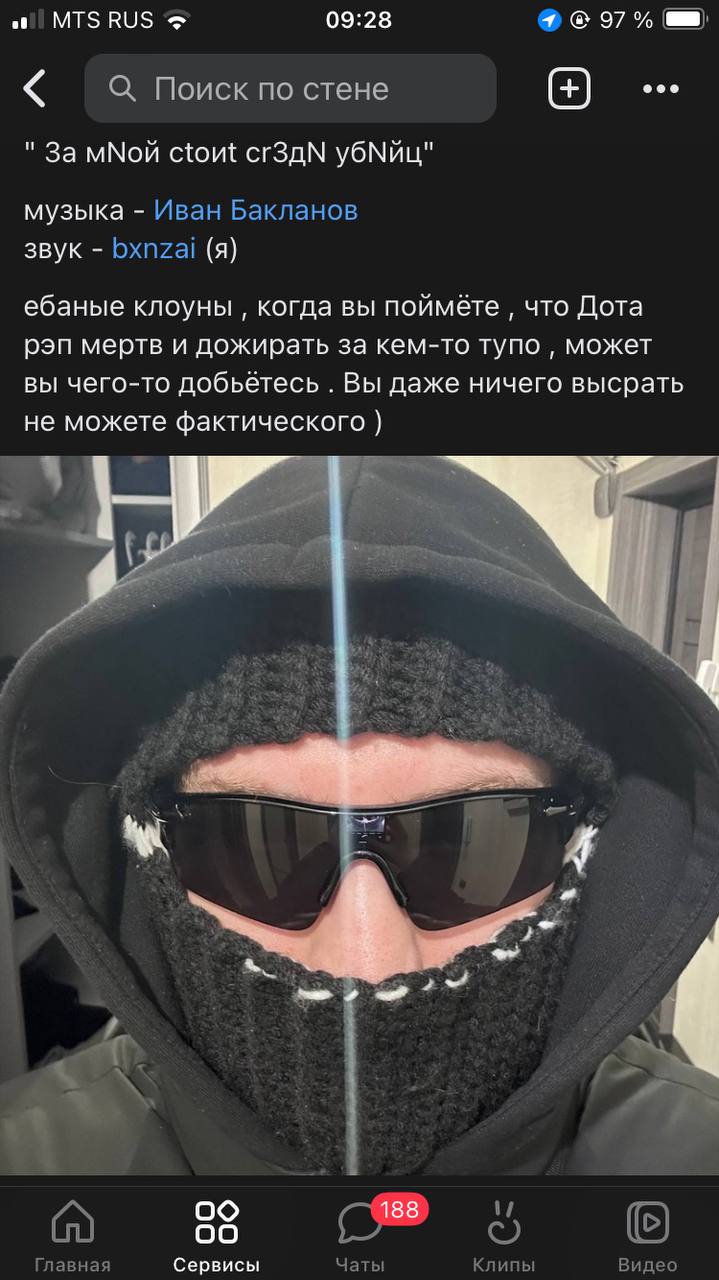 MTS RUS 09:28 97 %
Поиск по стене
" За мNой сtоиt сrЗдN убNйц"
музыка - Иван Бакланов
звук - bxnzai (я)
ебаные клоуны , когда вы поймёте , что Дота
рэп мертв и дожирать за кем-то тупо , может
вы чего-то добьётесь . Вы даже ничего высрать
не можете фактического )
188
Главная Сервисы Чаты Клипы Видео